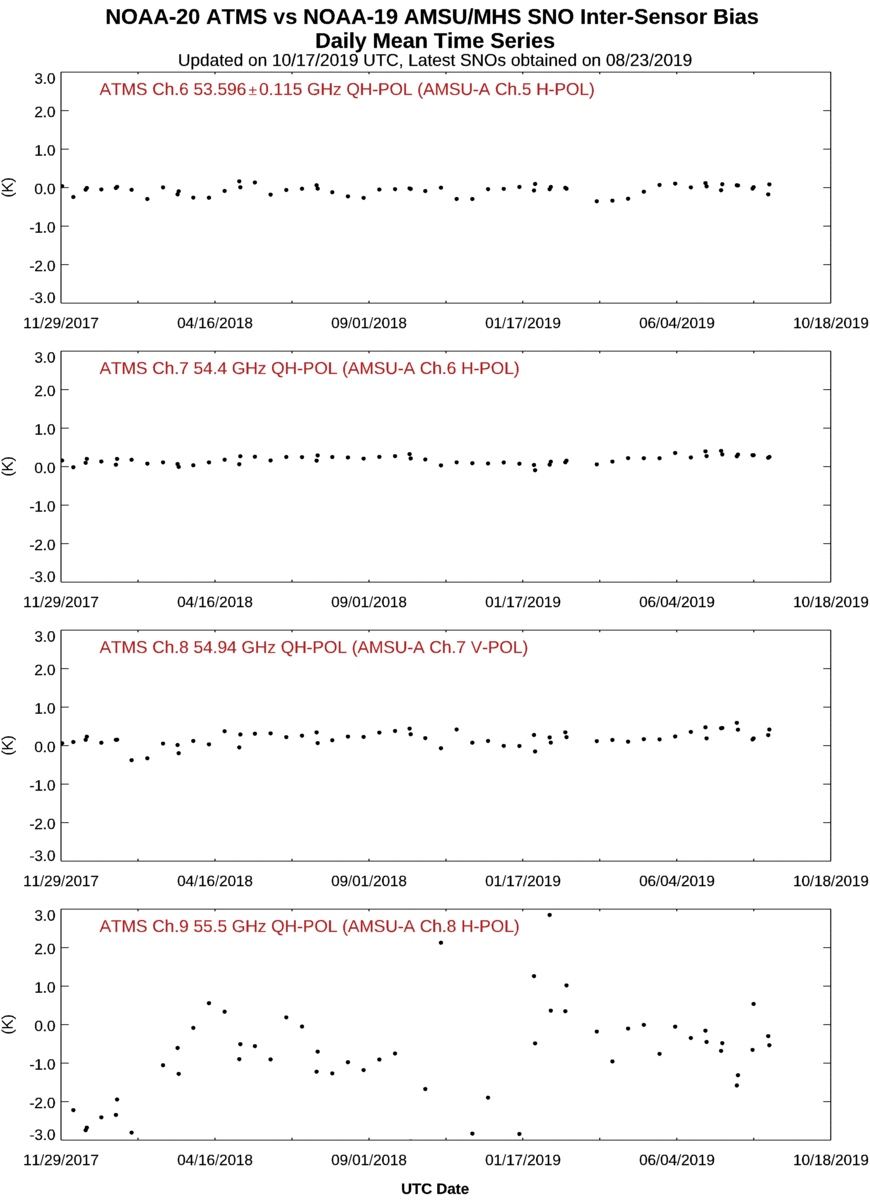 NOAA-20 ATMS vs NOAA-19 AMSU/MHS SNO Inter-Sensor Bias
Daily Mean Time Series
Updated on 10/17/2019 UTC, Latest SNOs obtained on 08/23/2019
ATMS Ch.6 53.596±0.115 GHz QH-POL (AMSU-A Ch.5 H-POL)
3.0
2.0
1.0
0.0
-1.0
-2.0
-3.0
(K)
11/29/2017 04/16/2018 09/01/2018 01/17/2019 06/04/2019 10/18/2019
ATMS Ch.7 54.4 GHz QH-POL (AMSU-A Ch.6 H-POL)
3.0
2.0
1.0
0.0
-1.0
-2.0
-3.0
(K)
11/29/2017 04/16/2018 09/01/2018 01/17/2019 06/04/2019 10/18/2019
ATMS Ch.8 54.94 GHz QH-POL (AMSU-A Ch.7 V-POL)
3.0
2.0
1.0
0.0
-1.0
-2.0
-3.0
(K)
11/29/2017 04/16/2018 09/01/2018 01/17/2019 06/04/2019 10/18/2019
ATMS Ch.9 55.5 GHz QH-POL (AMSU-A Ch.8 H-POL)
3.0
2.0
1.0
0.0
-1.0
-2.0
-3.0
(K)
11/29/2017 04/16/2018 09/01/2018 01/17/2019 06/04/2019 10/18/2019
UTC Date